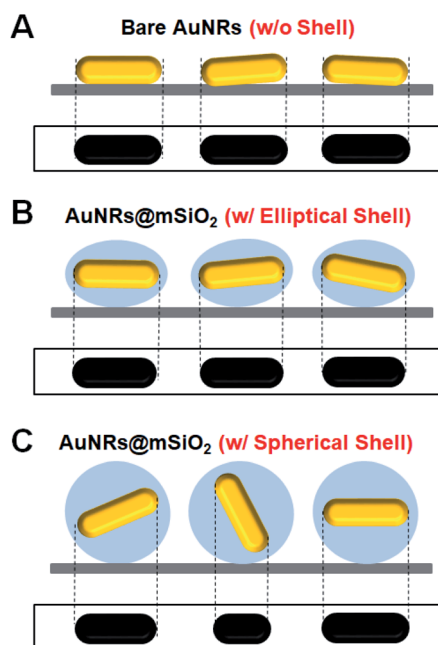 A
Bare AuNRs (w/o Shell)
B
AuNRs@mSiO₂ (w/ Elliptical Shell)
C
AuNRs@mSiO₂ (w/ Spherical Shell)